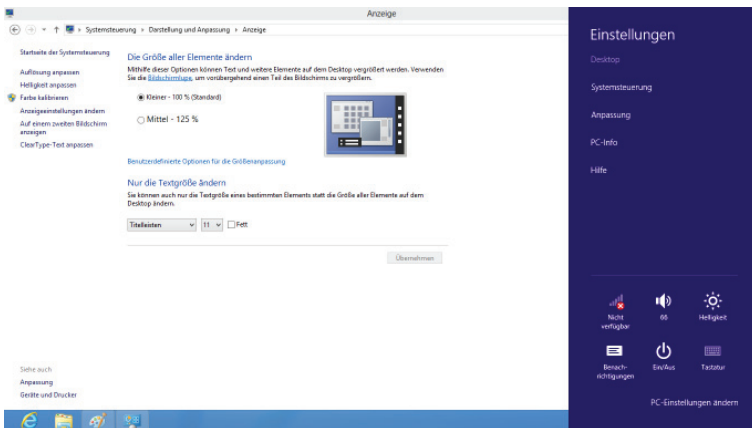 Anzeige
Systemsteuerung › Darstellung und Anpassung › Anzeige
Startseite der Systemsteuerung
Auflösung anpassen
Helligkeit anpassen
Farbe kalibrieren
Anzeigeeinstellungen ändern
Auf einem zweiten Bildschirm
anzeigen
ClearType-Text anpassen
Die Größe aller Elemente ändern
Mithilfe dieser Optionen können Text und weitere Elemente auf dem Desktop vergrößert werden. Verwenden
Sie die Bildschirmlupe, um vorübergehend einen Teil des Bildschirms zu vergrößern.
Kleiner - 100 % (Standard)
Mittel - 125 %
Benutzerdefinierte Optionen für die Größenanpassung
Nur die Textgröße ändern
Sie können auch nur die Textgröße eines bestimmten Elements statt die Größe aller Elemente auf dem
Desktop ändern.
Titelleisten 11 Fett
Übernehmen
Siehe auch
Anpassung
Geräte und Drucker
Einstellungen
Desktop
Systemsteuerung
Anpassung
PC-Info
Hilfe
Nicht
verfügbar
66
Helligkeit
Benach-
richtigungen
Ein/Aus
Tastatur
PC-Einstellungen ändern